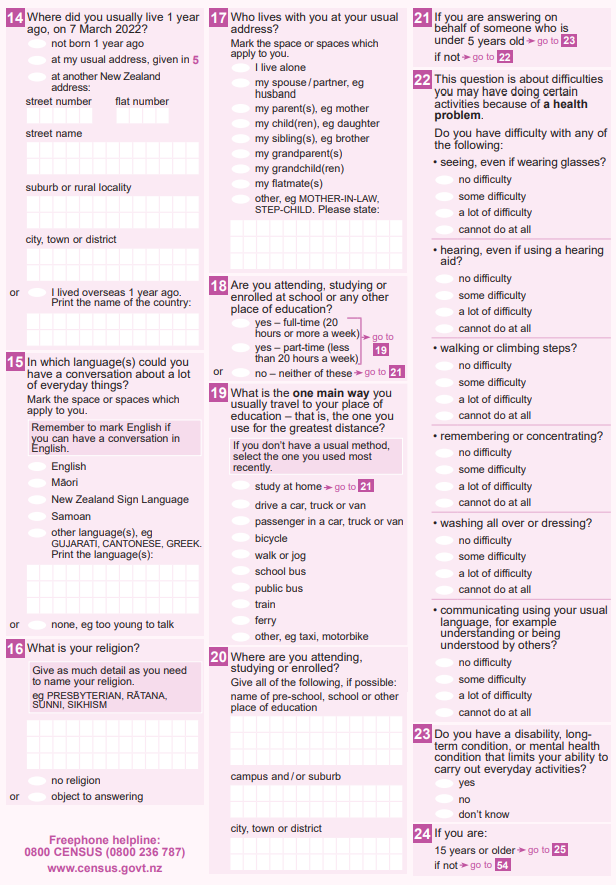 14 Where did you usually live 1 year
ago, on 7 March 2022?
not born 1 year ago
at my usual address, given in 5
at another New Zealand
address:
street number flat number
street name
suburb or rural locality
city, town or district
or I lived overseas 1 year ago.
Print the name of the country:
15 In which language(s) could you
have a conversation about a lot
of everyday things?
Mark the space or spaces which
apply to you.
Remember to mark English if
you can have a conversation in
English.
English
Māori
New Zealand Sign Language
Samoan
other language(s), eg
GUJARATI, CANTONESE, GREEK.
Print the language(s):
or none, eg too young to talk
16 What is your religion?
Give as much detail as you need
to name your religion.
eg PRESBYTERIAN, RĀTANA,
SUNNI, SIKHISM
no religion
or object to answering
Freephone helpline:
0800 CENSUS (0800 236 787)
www.census.govt.nz
17 Who lives with you at your usual
address?
Mark the space or spaces which
apply to you.
I live alone
my spouse/partner, eg
husband
my parent(s), eg mother
my child(ren), eg daughter
my sibling(s), eg brother
my grandparent(s)
my grandchild(ren)
my flatmate(s)
other, eg MOTHER-IN-LAW,
STEP-CHILD. Please state:
18 Are you attending, studying or
enrolled at school or any other
place of education?
yes – full-time (20
hours or more a week)
yes – part-time (less
than 20 hours a week)
go to
19
or no – neither of these go to 21
19 What is the one main way you
usually travel to your place of
education – that is, the one you
use for the greatest distance?
If you don't have a usual method,
select the one you used most
recently.
study at home go to 21
drive a car, truck or van
passenger in a car, truck or van
bicycle
walk or jog
school bus
public bus
train
ferry
other, eg taxi, motorbike
20 Where are you attending,
studying or enrolled?
Give all of the following, if possible:
name of pre-school, school or other
place of education
campus and/or suburb
city, town or district
21 If you are answering on
behalf of someone who is
under 5 years old go to 23
if not go to 22
22 This question is about difficulties
you may have doing certain
activities because of a health
problem.
Do you have difficulty with any of
the following:
• seeing, even if wearing glasses?
no difficulty
some difficulty
a lot of difficulty
cannot do at all
• hearing, even if using a hearing
aid?
no difficulty
some difficulty
a lot of difficulty
cannot do at all
• walking or climbing steps?
no difficulty
some difficulty
a lot of difficulty
cannot do at all
• remembering or concentrating?
no difficulty
some difficulty
a lot of difficulty
cannot do at all
• washing all over or dressing?
no difficulty
some difficulty
a lot of difficulty
cannot do at all
• communicating using your usual
language, for example
understanding or being
understood by others?
no difficulty
some difficulty
a lot of difficulty
cannot do at all
23 Do you have a disability, long-
term condition, or mental health
condition that limits your ability to
carry out everyday activities?
yes
no
don't know
24 If you are:
15 years or older go to 25
if not go to 54